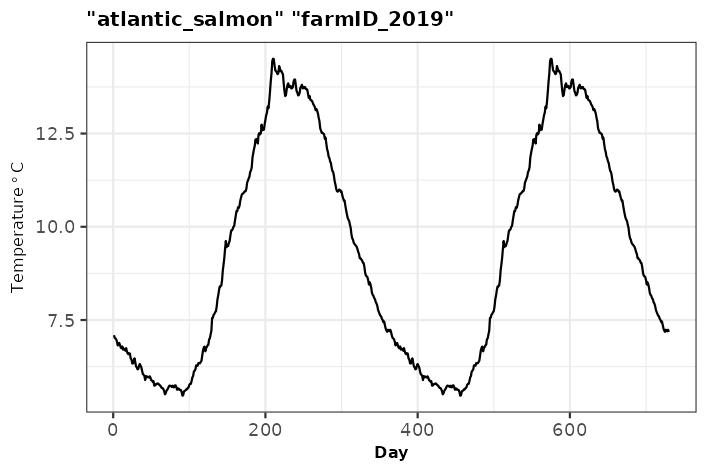 "atlantic_salmon" "farmID_2019"
Temperature°C
12.5
10.0
7.5
0 200 400 600
Day